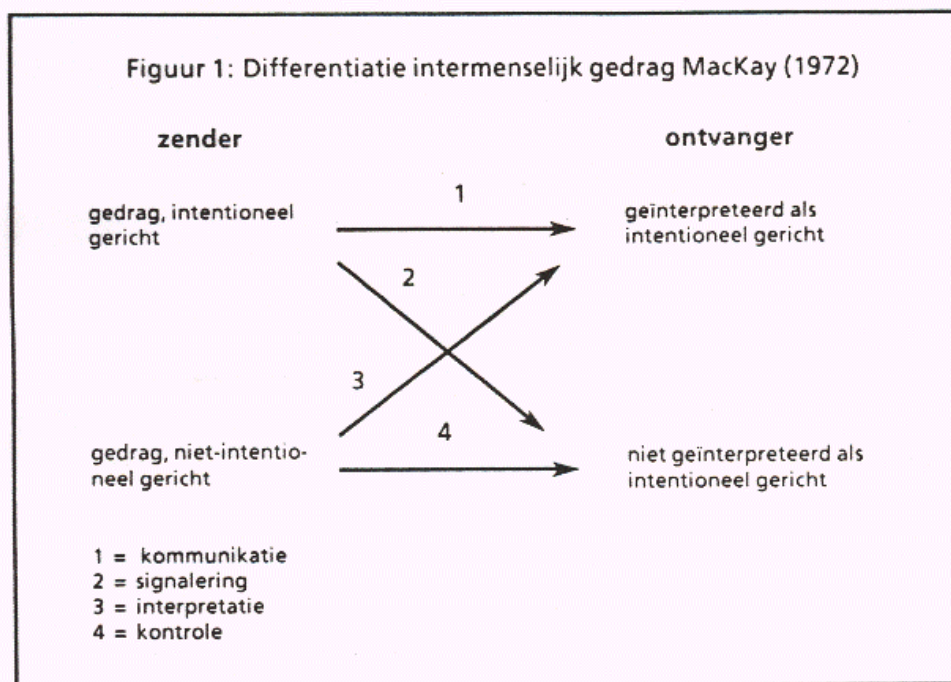 Figuur 1: Differentiatie intermenselijk gedrag MacKay (1972)
zender
ontvanger
1
gedrag, intentioneel
gericht
geïnterpreteerd als
intentioneel gericht
2
3
4
gedrag, niet-intentio-
neel gericht
niet geïnterpreteerd als
intentioneel gericht
1 = kommunikatie
2 = signalering
3 = interpretatie
4 = kontrole